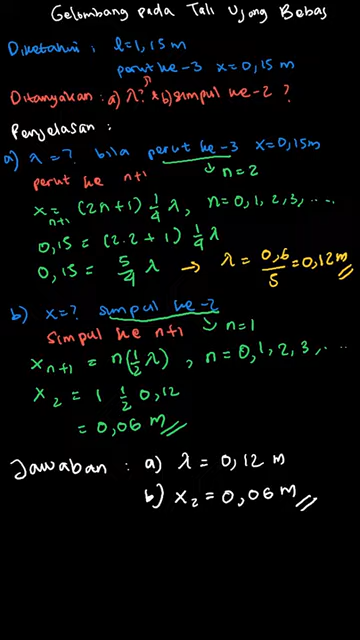 Gelombang pada Tali Ujong Bebas
Diketahui : l=1,15 m
perut ke-3 x=0,15 m
Ditanyakan : a) λ? & b) simpul ke-2 ?
Penjelasan :
a) λ=? bila perut ke-3 x=0,15m
perut ke n+1 ↳ n=2
x n+1 = (2n+1) 1/4 λ, n=0,1,2,3, ....
0,15 = (2.2+1) 1/4 λ
0,15 = 5/4 λ → λ = 0,6/5 = 0,12 m
b) x=? simpul ke-2
simpul ke n+1 ↳ n=1
x n+1 = n(1/2 λ), n=0,1,2,3, ....
x2 = 1 1/2 0,12
= 0,06 m
Jawaban : a) λ = 0,12 m
b) x2 = 0,06 m